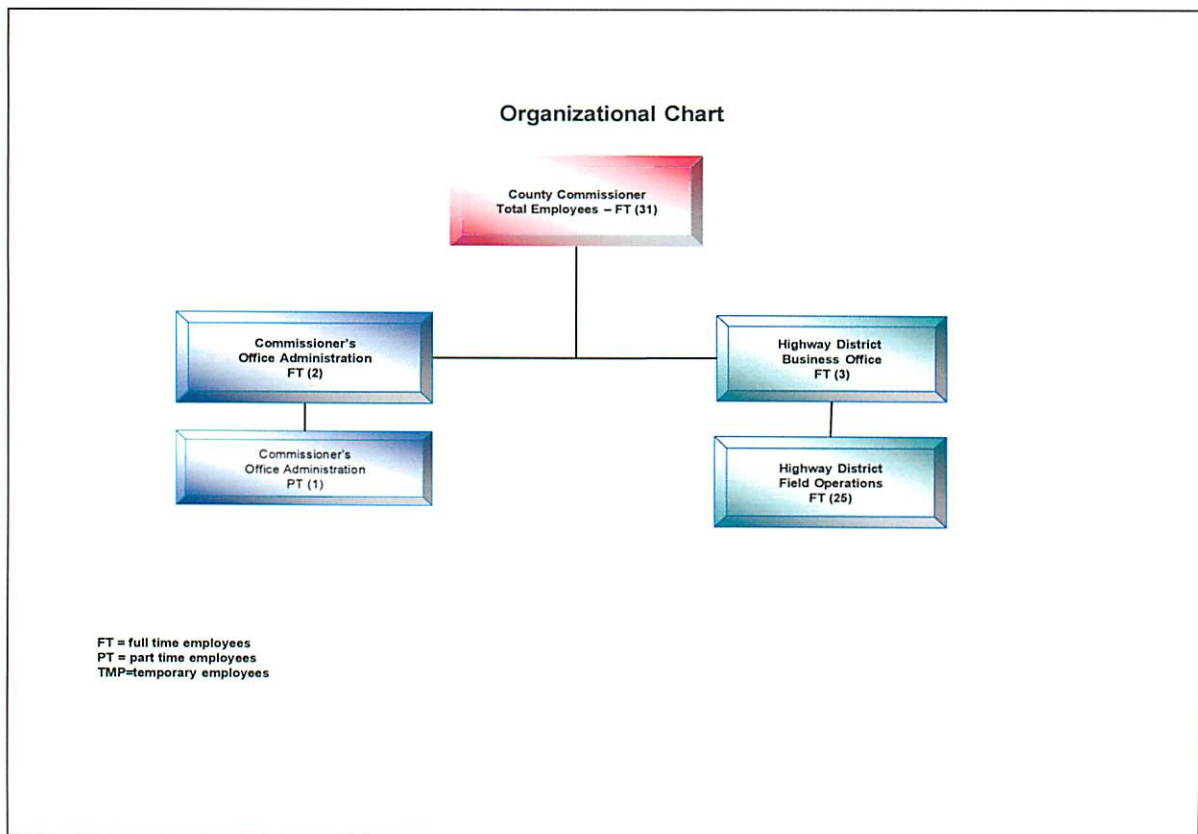 Organizational Chart
County Commissioner
Total Employees – FT (31)
Commissioner's
Office Administration
FT (2)
Highway District
Business Office
FT (3)
Commissioner's
Office Administration
PT (1)
Highway District
Field Operations
FT (25)
FT = full time employees
PT = part time employees
TMP=temporary employees